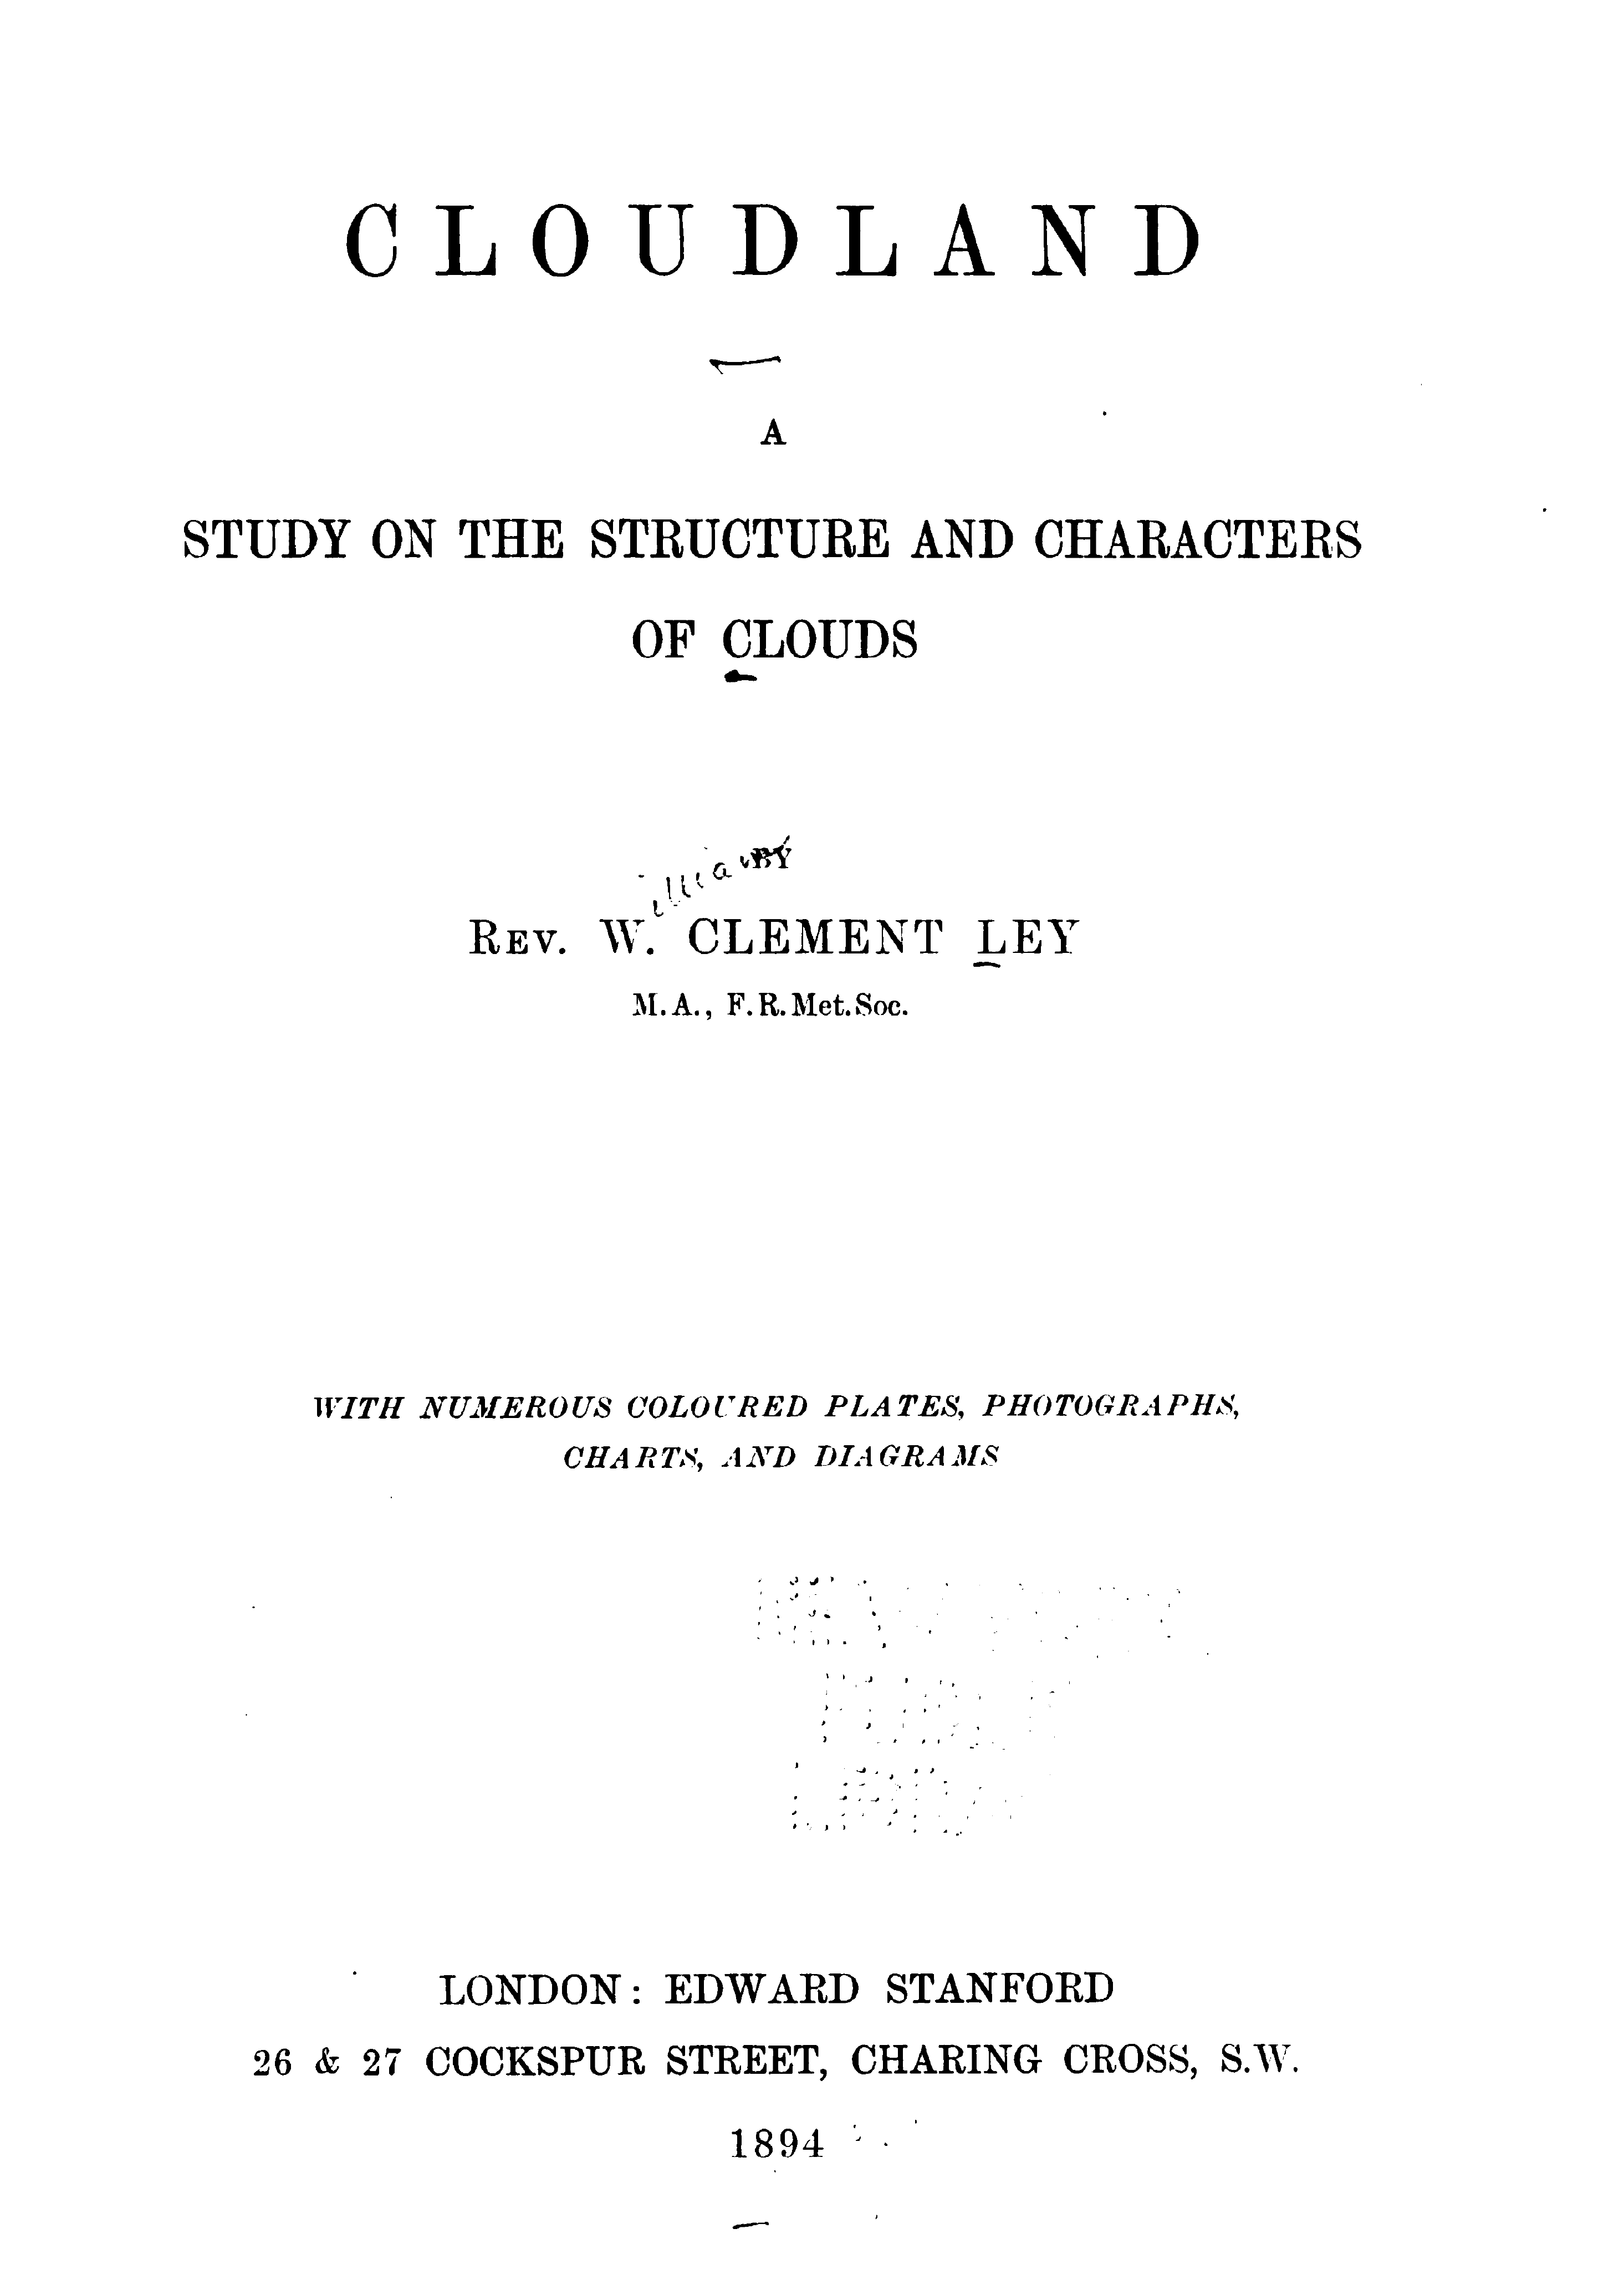 CLOUDLAND
A
STUDY ON THE STRUCTURE AND CHARACTERS
OF CLOUDS
BY
illiam
REV. W. CLEMENT LEY
M.A., F.R.Met.Soc.
WITH NUMEROUS COLOURED PLATES, PHOTOGRAPHS,
CHARTS, AND DIAGRAMS
LONDON: EDWARD STANFORD
26 & 27 COCKSPUR STREET, CHARING CROSS, S.W.
1894